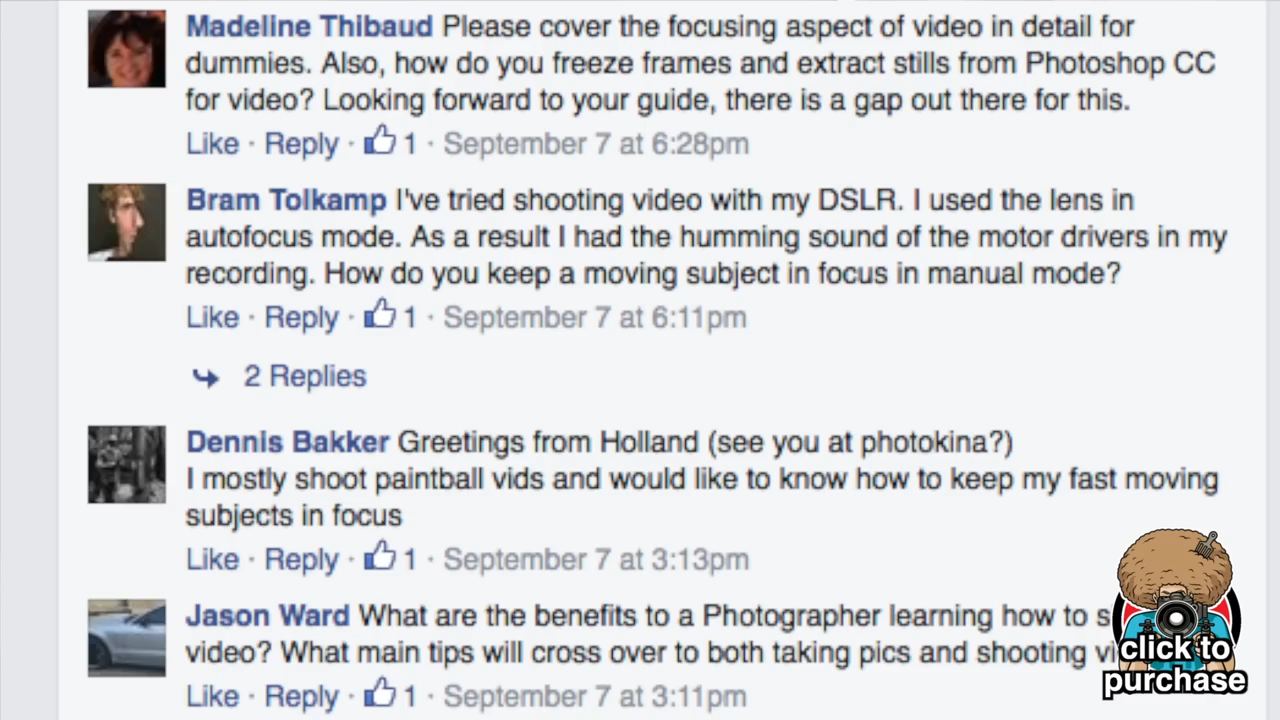 Madeline Thibaud Please cover the focusing aspect of video in detail for
dummies. Also, how do you freeze frames and extract stills from Photoshop CC
for video? Looking forward to your guide, there is a gap out there for this.
Like · Reply · 1 · September 7 at 6:28pm
Bram Tolkamp I've tried shooting video with my DSLR. I used the lens in
autofocus mode. As a result I had the humming sound of the motor drivers in my
recording. How do you keep a moving subject in focus in manual mode?
Like · Reply · 1 · September 7 at 6:11pm
2 Replies
Dennis Bakker Greetings from Holland (see you at photokina?)
I mostly shoot paintball vids and would like to know how to keep my fast moving
subjects in focus
Like · Reply · 1 · September 7 at 3:13pm
Jason Ward What are the benefits to a Photographer learning how to
video? What main tips will cross over to both taking pics and shooting
Like · Reply · 1 · September 7 at 3:11pm
click to
purchase